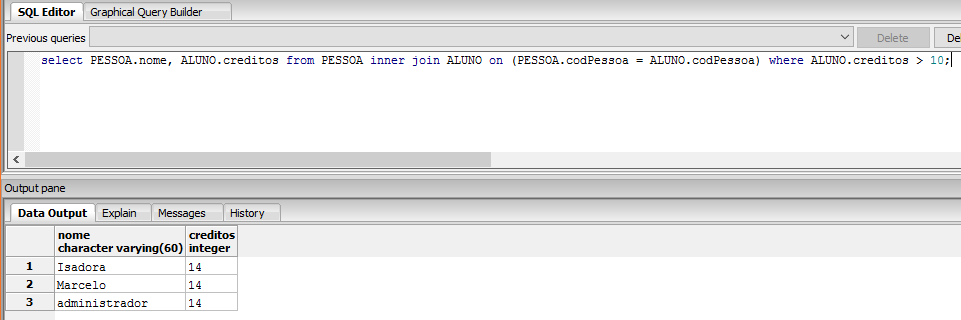 SQL Editor Graphical Query Builder
Previous queries Delete Del
select PESSOA.nome, ALUNO.creditos from PESSOA inner join ALUNO on (PESSOA.codPessoa = ALUNO.codPessoa) where ALUNO.creditos > 10;
Output pane
Data Output Explain Messages History
nome creditos
character varying(60) integer
1 Isadora 14
2 Marcelo 14
3 administrador 14